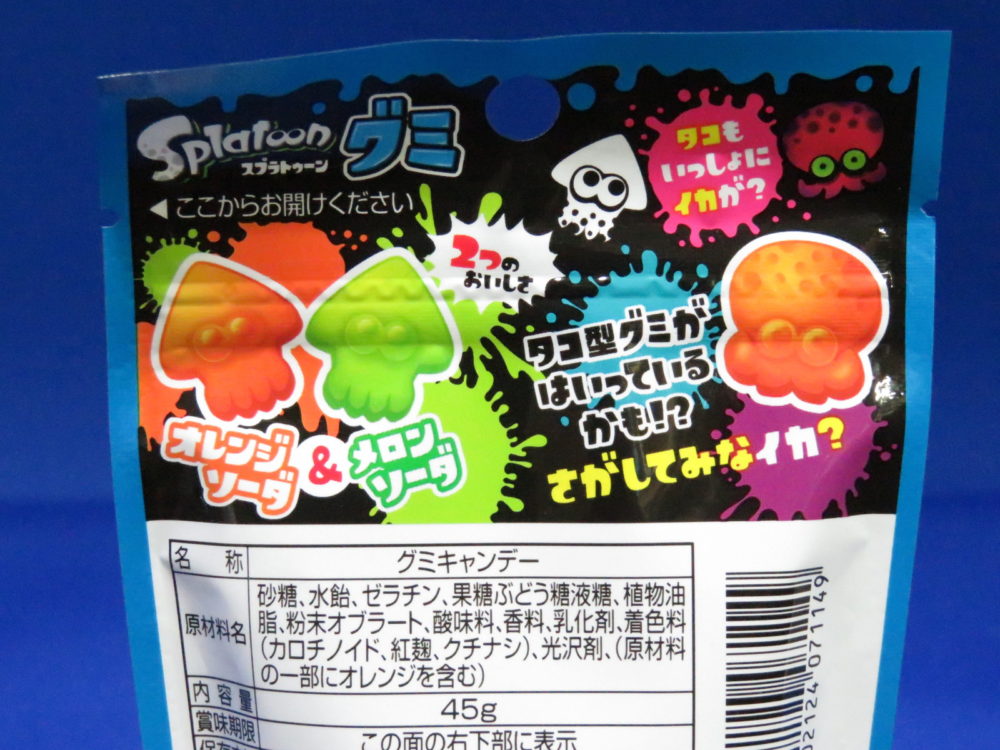 Splatoon グミ
スプラトゥーン
◀ここからお開けください
タコも
いっしょに
イカが?
2つの
おいしさ
オレンジ
ソーダ
&
メロン
ソーダ
タコ型グミが
はいっている
かも!?
さがしてみなイカ?
名 称 グミキャンデー
原材料名 砂糖、水飴、ゼラチン、果糖ぶどう糖液糖、植物油
脂、粉末オブラート、酸味料、香料、乳化剤、着色料
(カロチノイド、紅麹、クチナシ)、光沢剤、(原材料
の一部にオレンジを含む)
内 容 量 45g
賞味期限 この面の右下部に表示
02124 071149